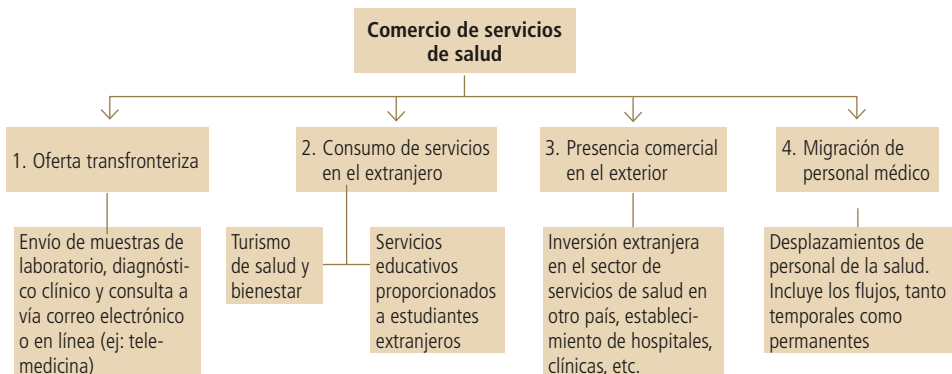 Comercio de servicios
de salud
1. Oferta transfronteriza
2. Consumo de servicios
en el extranjero
3. Presencia comercial
en el exterior
4. Migración de
personal médico
Envío de muestras de
laboratorio, diagnósti-
co clínico y consulta a
vía correo electrónico
o en línea (ej: tele-
medicina)
Turismo
de salud y
bienestar
Servicios
educativos
proporcionados
a estudiantes
extranjeros
Inversión extranjera
en el sector de
servicios de salud en
otro país, estableci-
miento de hospitales,
clínicas, etc.
Desplazamientos de
personal de la salud.
Incluye los flujos, tanto
temporales como
permanentes